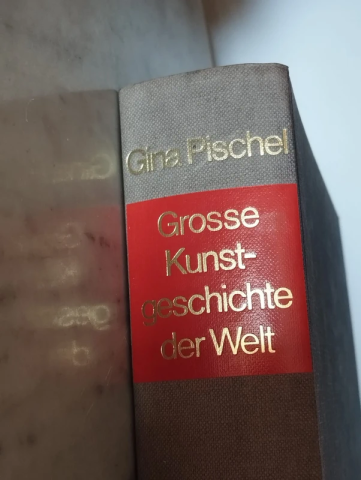 Gina Pischel
Grosse
Kunst-
geschichte
der Welt